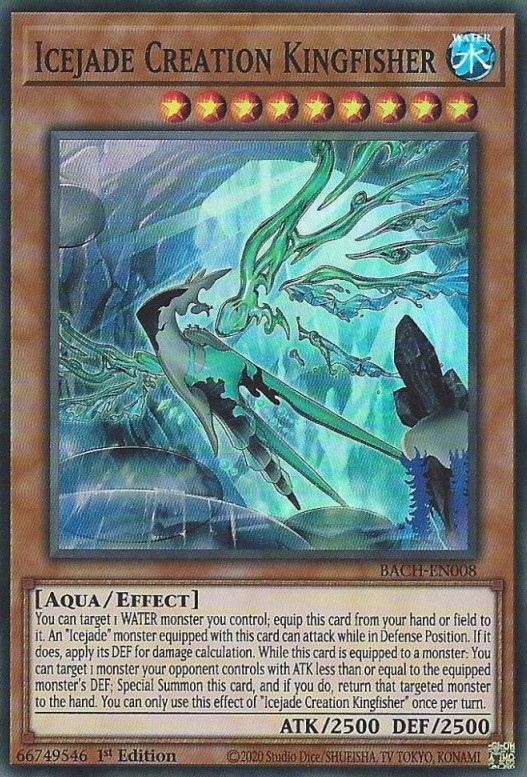 ICEJADE CREATION KINGFISHER
WATER
水
BACH-EN008
[AQUA/EFFECT]
You can target 1 WATER monster you control; equip this card from your hand or field to
it. An "Icejade" monster equipped with this card can attack while in Defense Position. If it
does, apply its DEF for damage calculation. While this card is equipped to a monster: You
can target 1 monster your opponent controls with ATK less than or equal to the equipped
monster's DEF; Special Summon this card, and if you do, return that targeted monster
to the hand. You can only use this effect of "Icejade Creation Kingfisher" once per turn.
ATK/2500 DEF/2500
66749546 1st Edition ©2020 Studio Dice/SHUEISHA, TV TOKYO, KONAMI